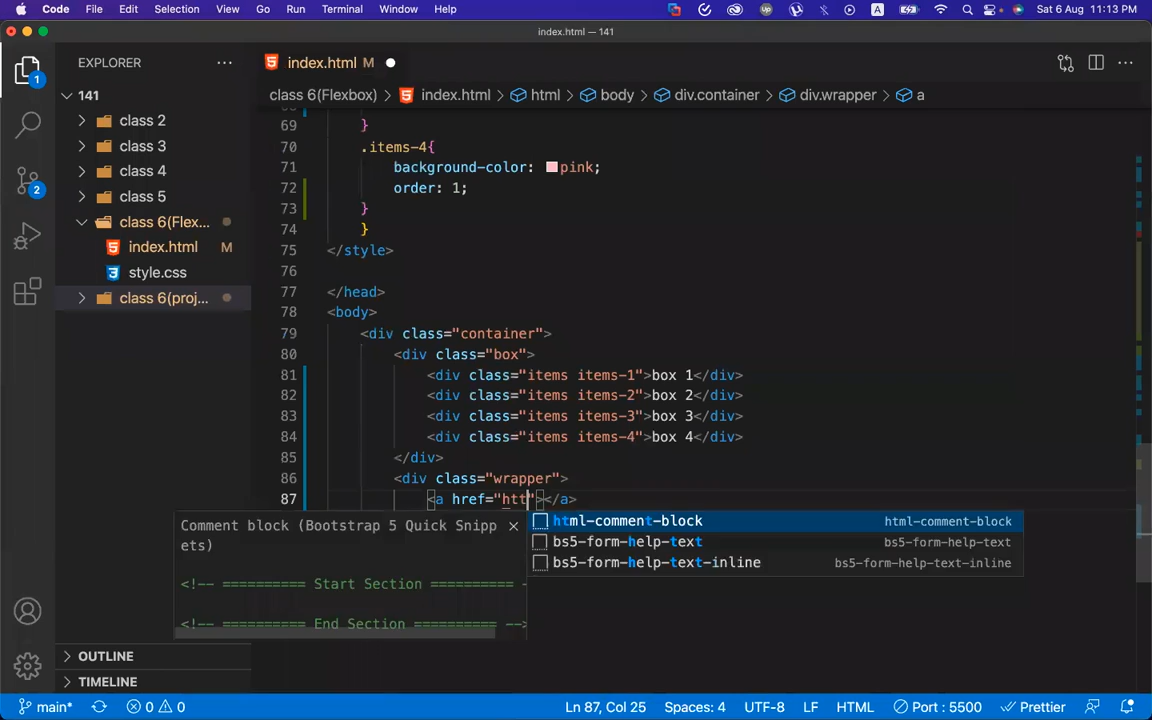 Code File Edit Selection View Go Run Terminal Window Help Up A Sat 6 Aug 11:13 PM
index.html — 141
EXPLORER ···
index.html M
class 6(Flexbox) > index.html > html > body > div.container > div.wrapper > a
1
2
141
class 2
class 3
class 4
class 5
class 6(Flex...
index.html M
style.css
class 6(proj...
OUTLINE
TIMELINE
69 }
70 .items-4{
71 background-color: pink;
72 order: 1;
73 }
74 }
75 </style>
76
77 </head>
78 <body>
79 <div class="container">
80 <div class="box">
81 <div class="items items-1">box 1</div>
82 <div class="items items-2">box 2</div>
83 <div class="items items-3">box 3</div>
84 <div class="items items-4">box 4</div>
85 </div>
86 <div class="wrapper">
87 <a href="htt"></a>
Comment block (Bootstrap 5 Quick Snipp
ets)
<!-- ========== Start Section ==========
<!-- ========== End Section ========== -->
html-comment-block html-comment-block
bs5-form-help-text bs5-form-help-text
bs5-form-help-text-inline bs5-form-help-text-inline
main* 0 0 Ln 87, Col 25 Spaces: 4 UTF-8 LF HTML Port : 5500 Prettier